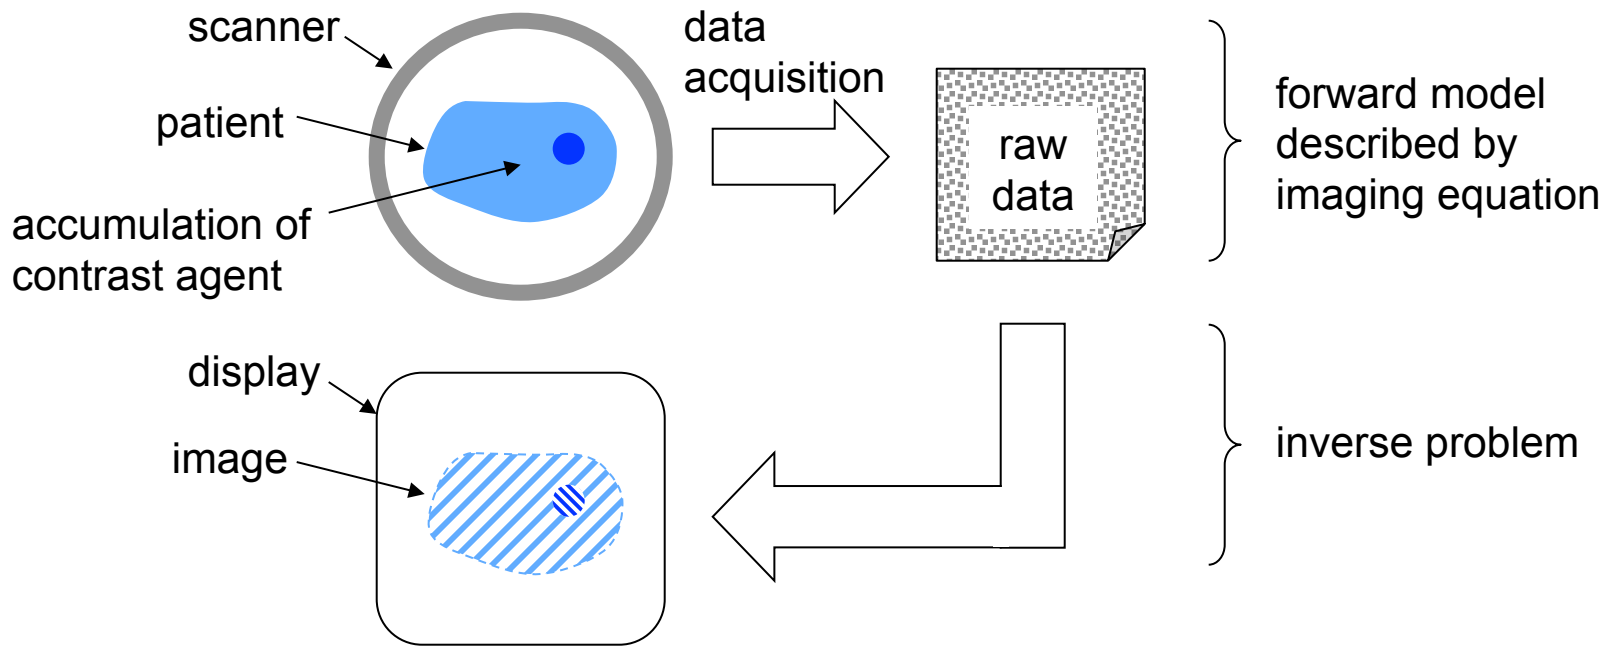 scanner
patient
accumulation of
contrast agent
data
acquisition
raw
data
forward model
described by
imaging equation
display
image
inverse problem